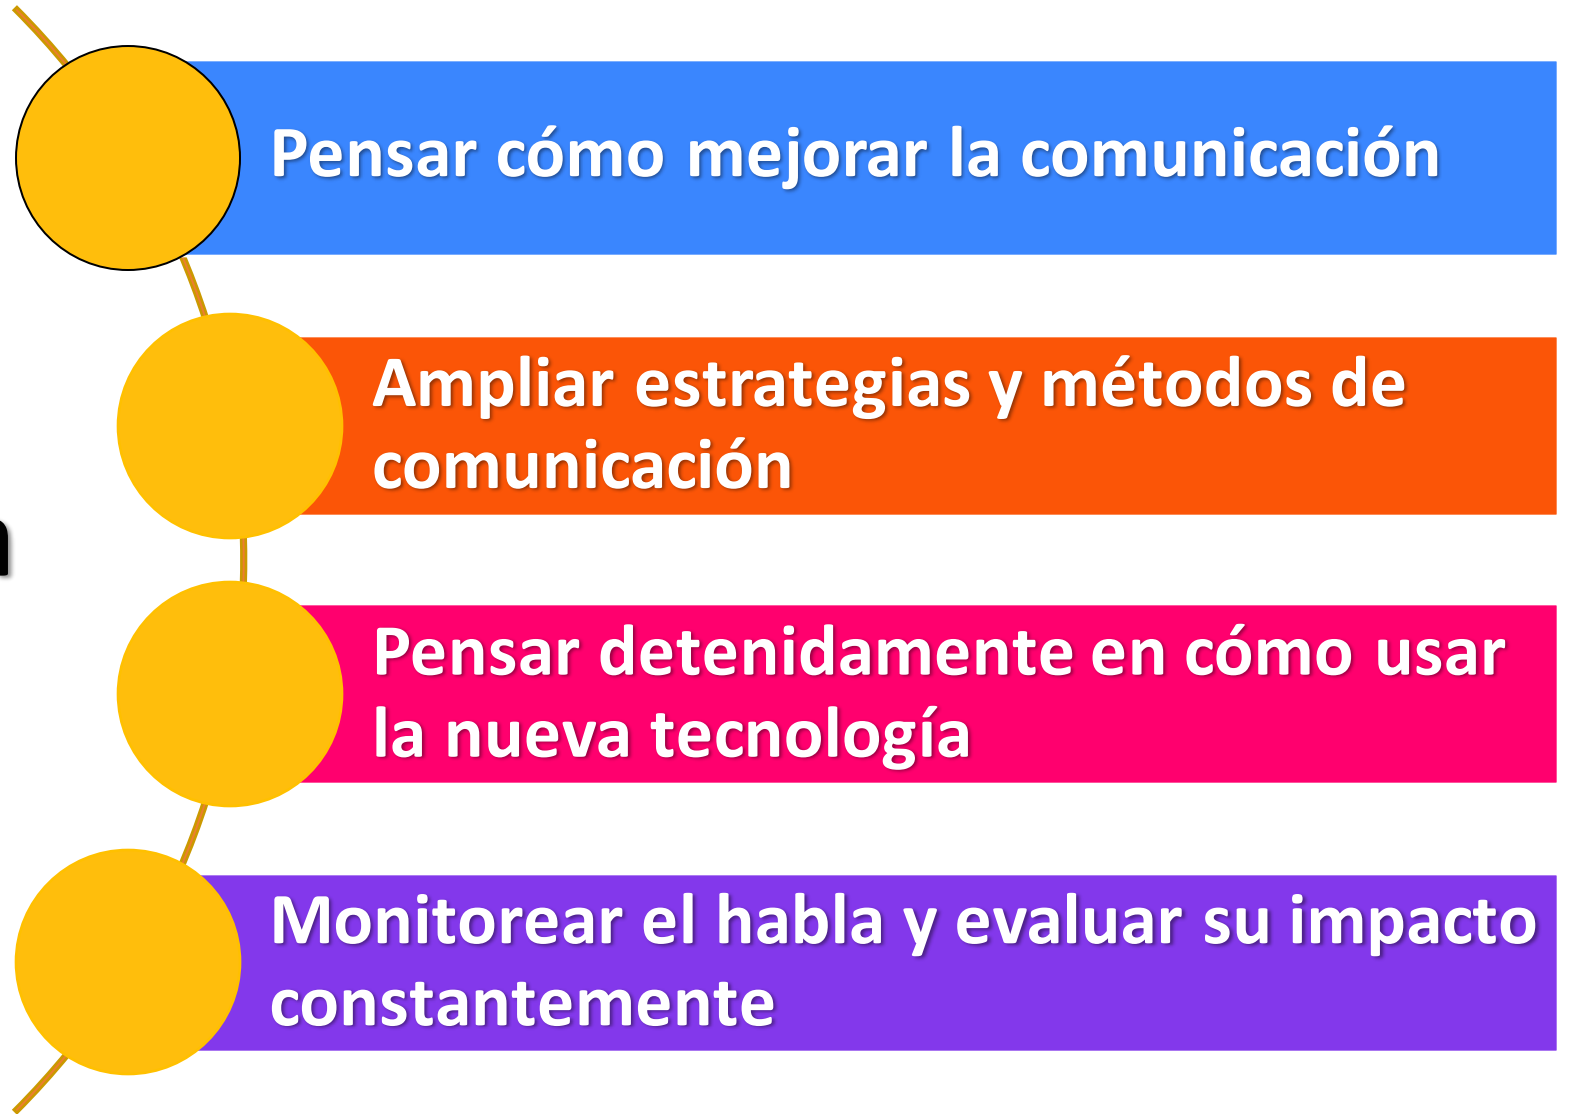 Pensar cómo mejorar la comunicación
Ampliar estrategias y métodos de
comunicación
Pensar detenidamente en cómo usar
la nueva tecnología
Monitorear el habla y evaluar su impacto
constantemente